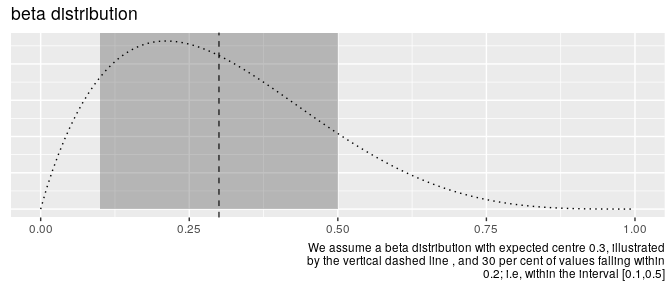 beta distribution
0.00
0.25
0.50
0.75
1.00
We assume a beta distribution with expected centre 0.3, illustrated
by the vertical dashed line , and 30 per cent of values falling within
0.2; i.e, within the interval [0.1,0.5]